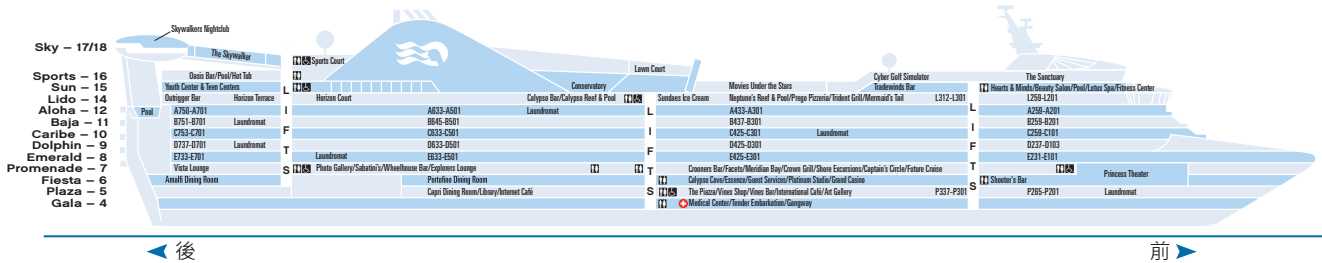 Skywalkers Nightclub
Sky – 17/18 The Skywalker Sports Court
Lawn Court
Sports – 16 Oasis Bar/Pool/Hot Tub Cyber Golf Simulator The Sanctuary
Sun – 15 Youth Center & Teen Centers Conservatory Movies Under the Stars Tradewinds Bar Hearts & Minds/Beauty Salon/Pool/Lotus Spa/Fitness Center
Lido – 14 Outrigger Bar Horizon Terrace Horizon Court Calypso Bar/Calypso Reef & Pool Sundaes Ice Cream Neptune's Reef & Pool/Prego Pizzeria/Trident Grill/Mermaid's Tail L312-L301 L259-L201
Aloha – 12 Pool A750-A701 A633-A501 Laundromat A433-A301 A259-A201
Baja – 11 B751-B701 Laundromat B645-B501 B437-B301 B259-B201
Caribe – 10 C753-C701 C633-C501 C425-C301 Laundromat C259-C101
Dolphin – 9 D737-D701 Laundromat D633-D501 D425-D301 D237-D103
Emerald – 8 E733-E701 Laundromat E633-E501 E425-E301 E231-E101
Promenade – 7 Vista Lounge Photo Gallery/Sabatini's/Wheelhouse Bar/Explorers Lounge Crooners Bar/Facets/Meridian Bay/Crown Grill/Shore Excursions/Captain's Circle/Future Cruise
Princess Theater
Fiesta – 6 Amalfi Dining Room Portofino Dining Room Calypso Cove/Essence/Guest Services/Platinum Studio/Grand Casino Shooter's Bar
Plaza – 5 Capri Dining Room/Library/Internet Café The Piazza/Vines Shop/Vines Bar/International Café/Art Gallery P337-P301 P265-P201 Laundromat
Gala – 4 Medical Center/Tender Embarkation/Gangway
LIFTS
LIFTS
LIFTS
後 前